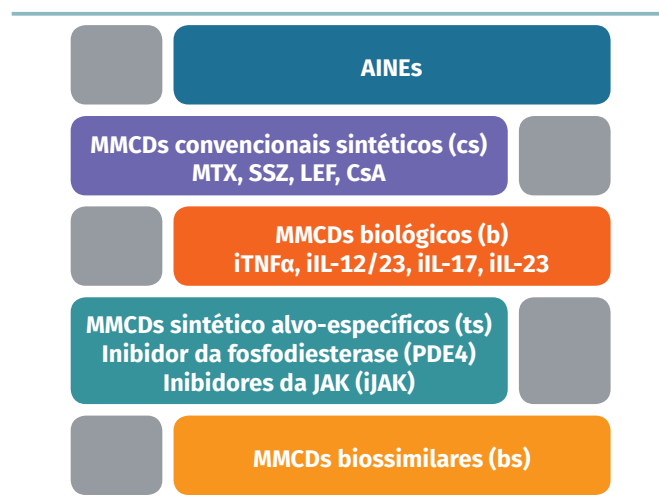 AINEs
MMCDs convencionais sintéticos (cs)
MTX, SSZ, LEF, CsA
MMCDs biológicos (b)
iTNFα, iIL-12/23, iIL-17, iIL-23
MMCDs sintético alvo-específicos (ts)
Inibidor da fosfodiesterase (PDE4)
Inibidores da JAK (iJAK)
MMCDs biossimilares (bs)